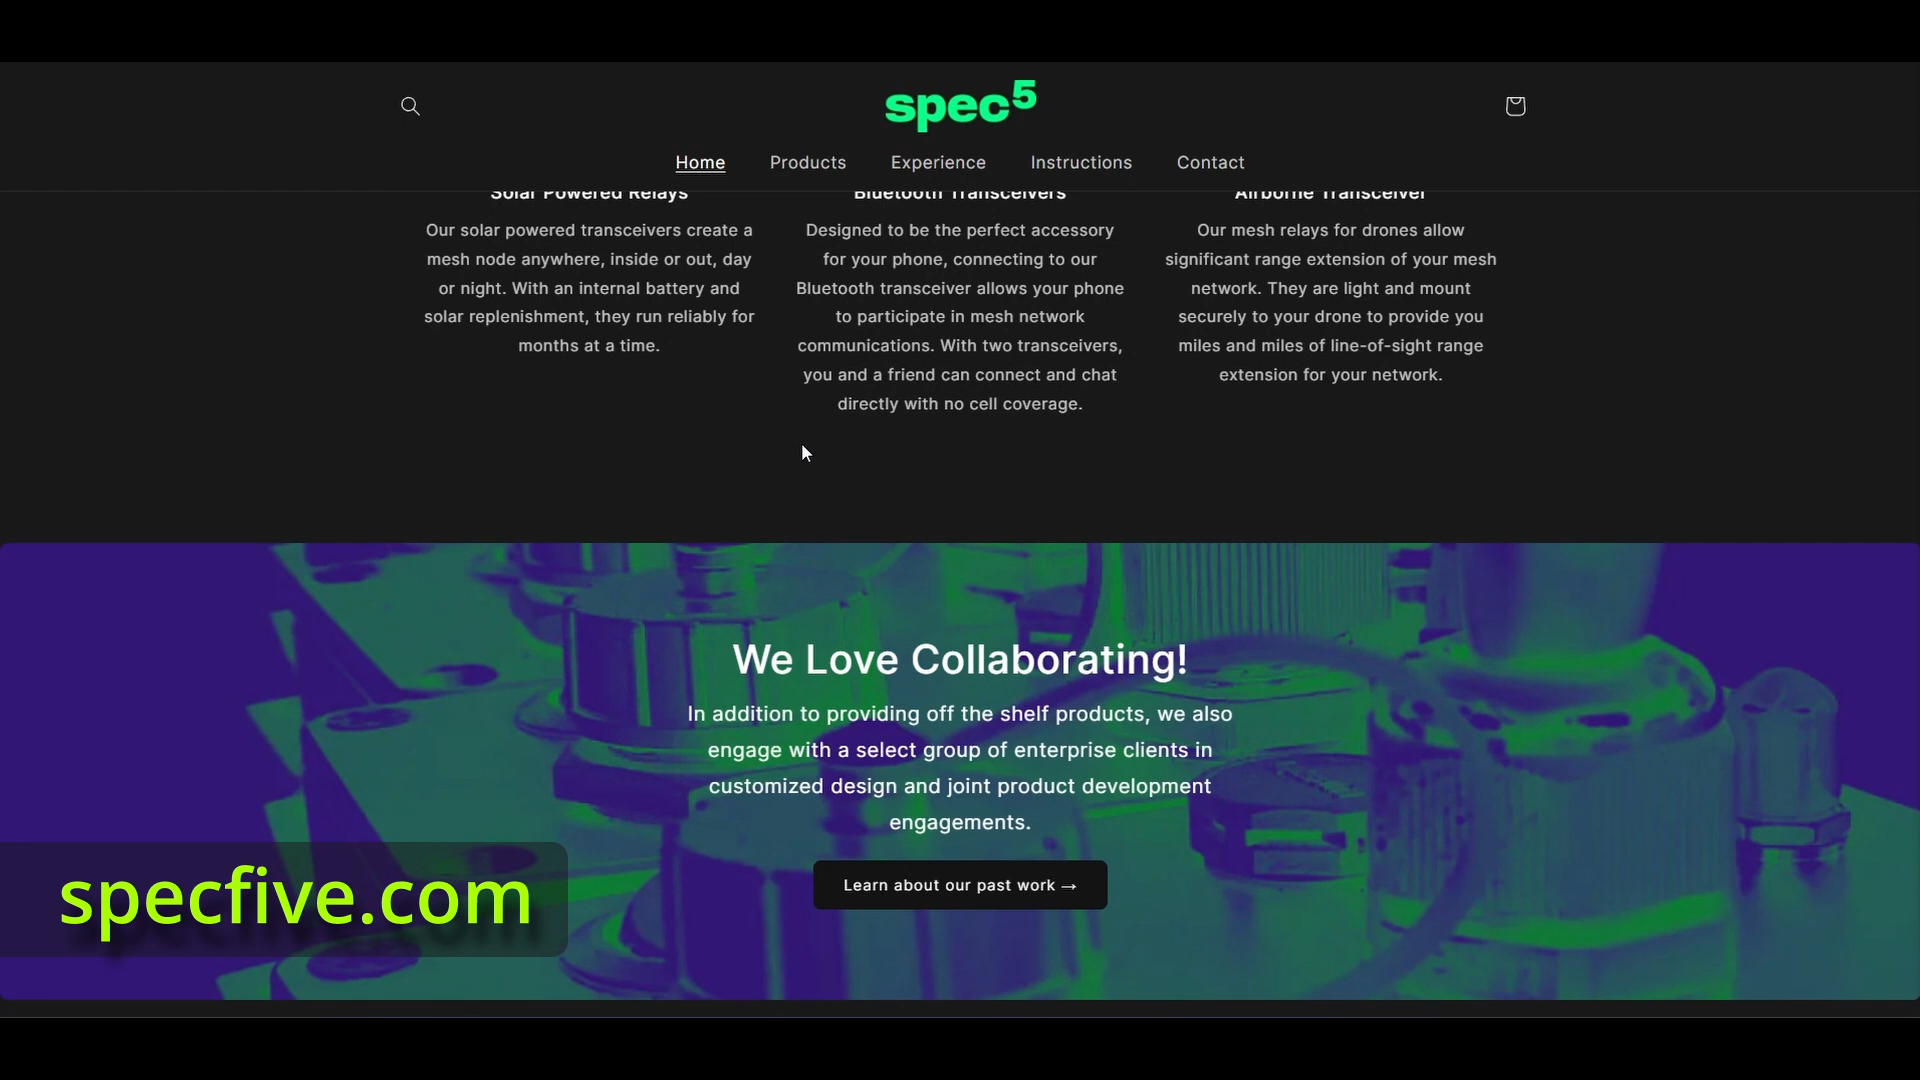 spec5
Home Products Experience Instructions Contact
Solar Powered Relays
Our solar powered transceivers create a
mesh node anywhere, inside or out, day
or night. With an internal battery and
solar replenishment, they run reliably for
months at a time.
Bluetooth Transceivers
Designed to be the perfect accessory
for your phone, connecting to our
Bluetooth transceiver allows your phone
to participate in mesh network
communications. With two transceivers,
you and a friend can connect and chat
directly with no cell coverage.
Airborne Transceiver
Our mesh relays for drones allow
significant range extension of your mesh
network. They are light and mount
securely to your drone to provide you
miles and miles of line-of-sight range
extension for your network.
We Love Collaborating!
In addition to providing off the shelf products, we also
engage with a select group of enterprise clients in
customized design and joint product development
engagements.
Learn about our past work →
specfive.com